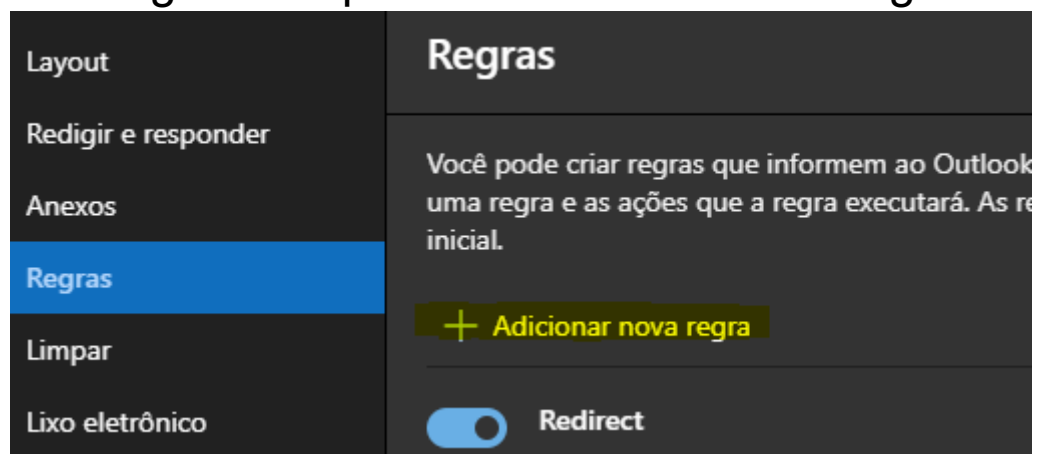 Layout
Redigir e responder
Anexos
Regras
Limpar
Lixo eletrônico
Regras
Você pode criar regras que informem ao Outlook
uma regra e as ações que a regra executará. As re
inicial.
+ Adicionar nova regra
Redirect